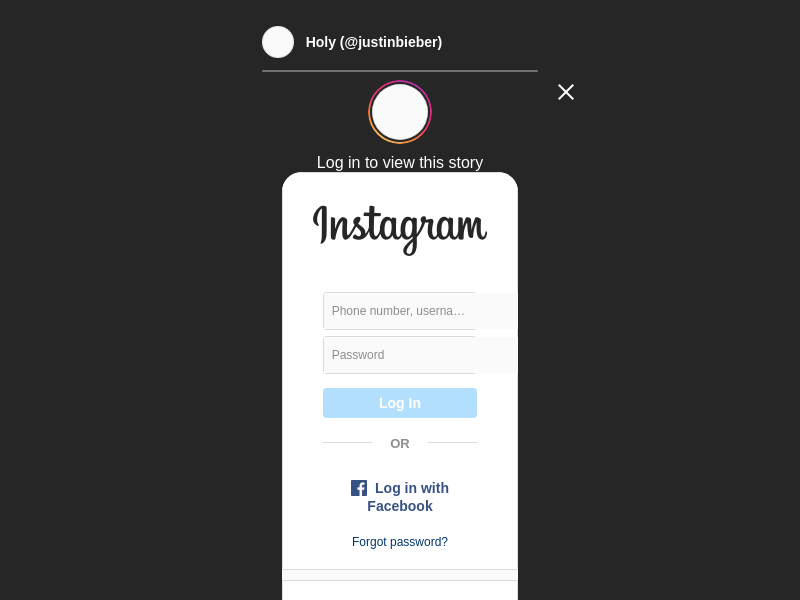 Holy (@justinbieber)
Log in to view this story
Instagram
Phone number, userna…
Password
Log In
OR
Log in with
Facebook
Forgot password?